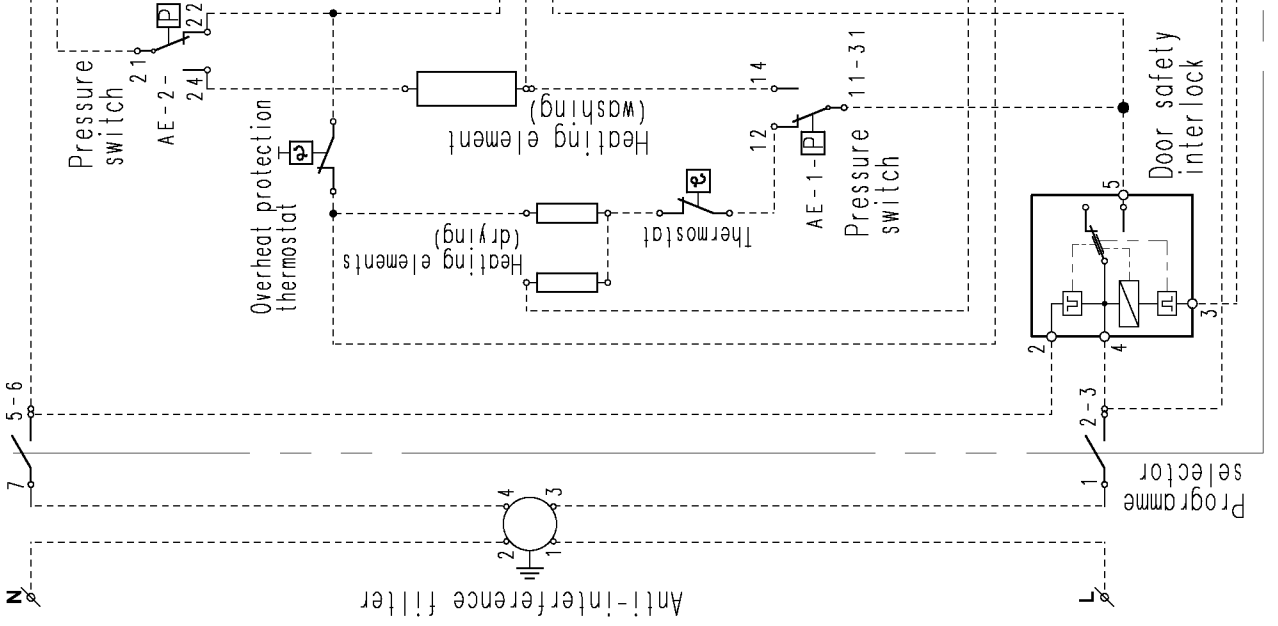 Pressure
switch
21
P
22
AE-2-
24
Overheat protection
thermostat
Heating element
(washing)
14
12
11-31
AE-1-
P
Pressure
switch
Thermostat
Heating elements
(drying)
Door safety
interlock
5
2
4
3
5-6
7
2-3
1
Programme
selector
4
3
2
1
Anti-interference filter
N
L